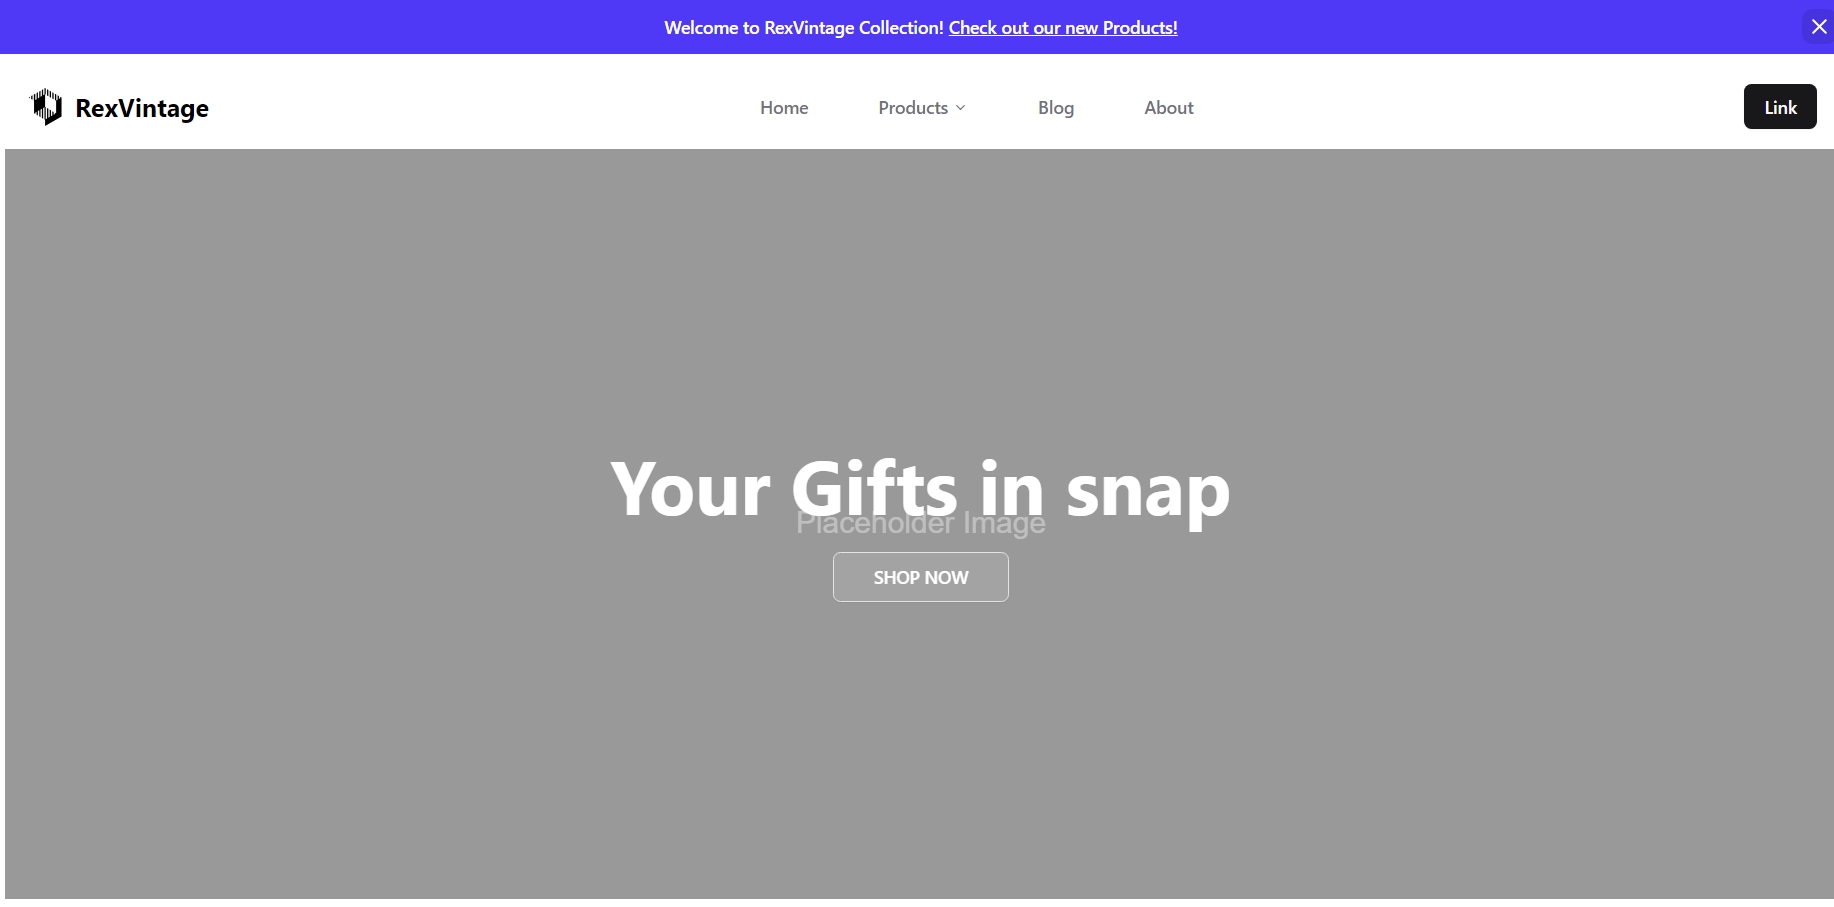 Welcome to RexVintage Collection! Check out our new Products!
RexVintage
Home
Products
Blog
About
Link
Your Gifts in snap
Placeholder Image
SHOP NOW